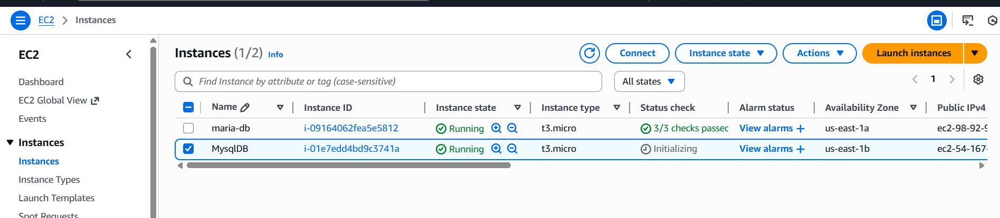 EC2 > Instances
EC2
Dashboard
EC2 Global View
Events
Instances
Instances
Instance Types
Launch Templates
Spot Requests
Instances (1/2) Info
Connect
Instance state
Actions
Launch instances
Find Instance by attribute or tag (case-sensitive)
All states
1
Name Instance ID Instance state Instance type Status check Alarm status Availability Zone Public IPv4
maria-db i-09164062fea5e5812 Running t3.micro 3/3 checks passed View alarms + us-east-1a ec2-98-92-9
MysqlDB i-01e7edd4bd9c3741a Running t3.micro Initializing View alarms + us-east-1b ec2-54-167-